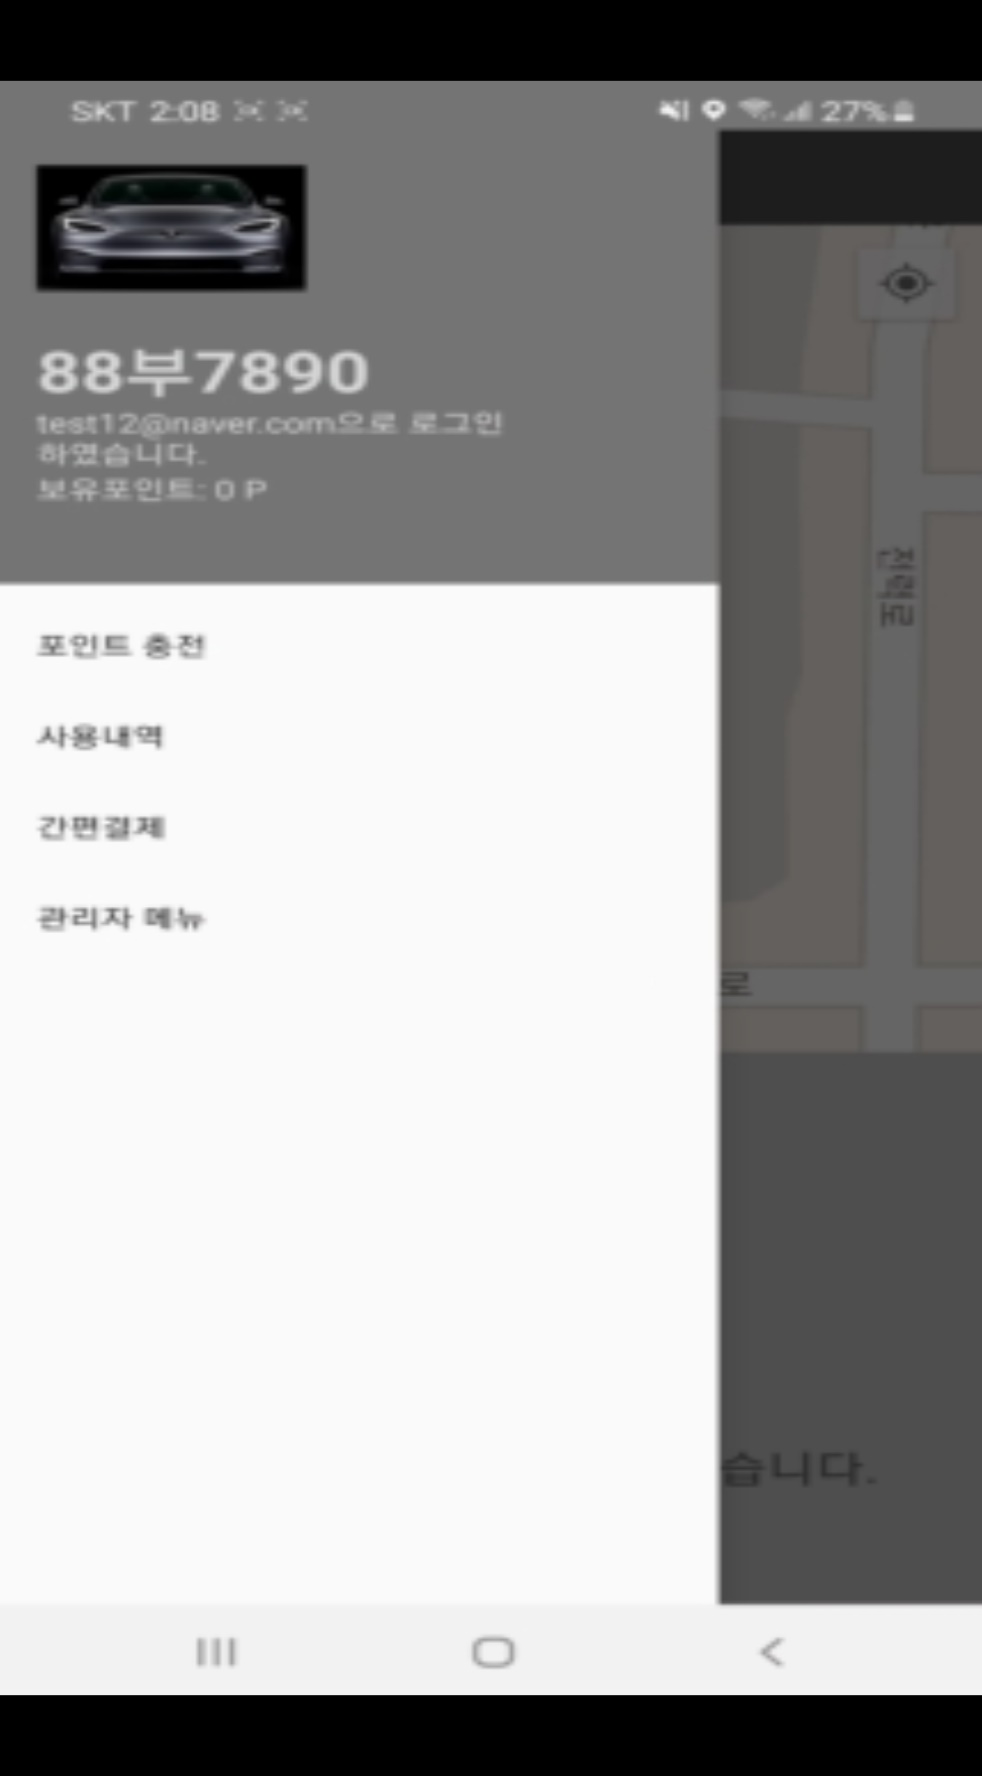 SKT 2:08
27%
88부7890
test12@naver.com으로 로그인
하였습니다.
보유포인트: 0 P
포인트 충전
사용내역
간편결제
관리자 메뉴
로
습니다.